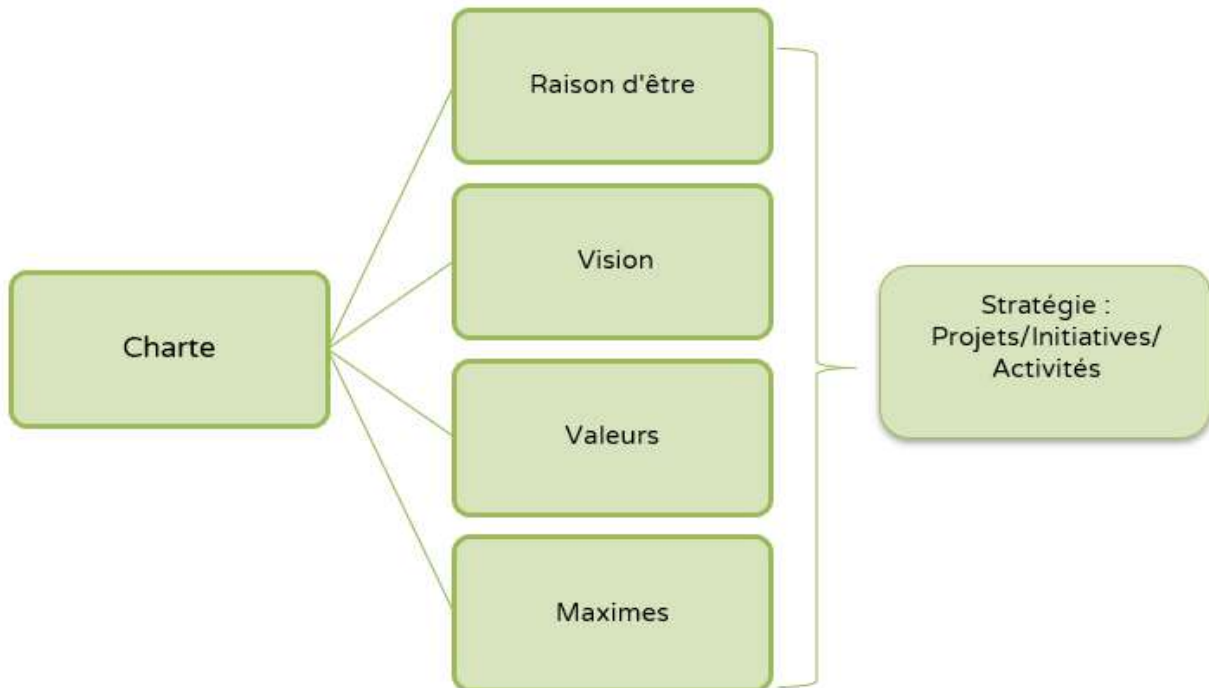 Raison d'être
Vision
Charte
Stratégie :
Projets/Initiatives/
Activités
Valeurs
Maximes